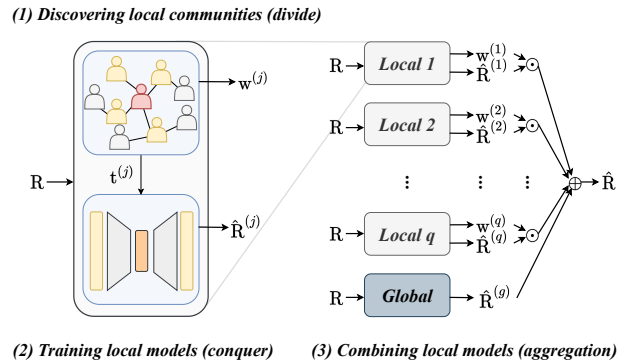 (1) Discovering local communities (divide)
R
w^(j)
t^(j)
R̂^(j)
R Local 1 w^(1)
R̂^(1)
R Local 2 w^(2)
R̂^(2)
R̂
R Local q w^(q)
R̂^(q)
R Global R̂^(g)
(2) Training local models (conquer)
(3) Combining local models (aggregation)